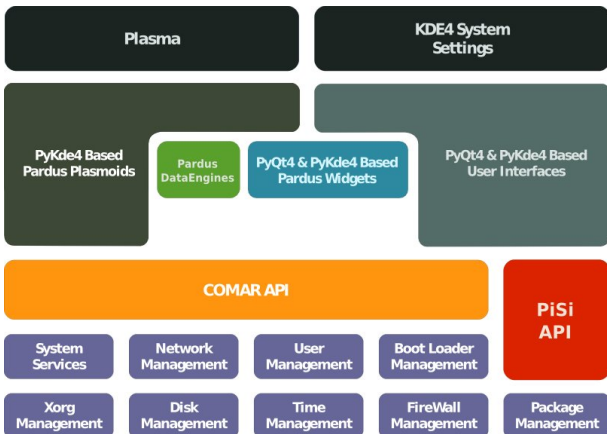 Plasma
KDE4 System
Settings
PyKde4 Based
Pardus Plasmoids
Pardus
DataEngines
PyQt4 & PyKde4 Based
Pardus Widgets
PyQt4 & PyKde4 Based
User Interfaces
COMAR API
PiSi
API
System
Services
Network
Management
User
Management
Boot Loader
Management
Xorg
Management
Disk
Management
Time
Management
FireWall
Management
Package
Management